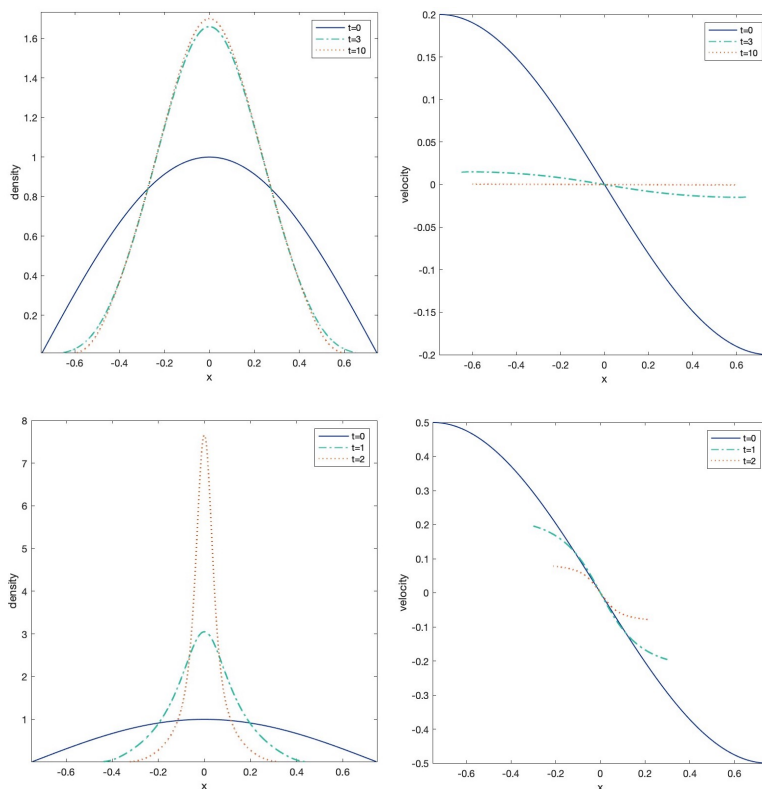 1.6
1.4
1.2
1
0.8
0.6
0.4
0.2
density
-0.6 -0.4 -0.2 0 0.2 0.4 0.6
x
t=0
t=3
t=10
0.2
0.15
0.1
0.05
0
-0.05
-0.1
-0.15
-0.2
velocity
-0.6 -0.4 -0.2 0 0.2 0.4 0.6
x
t=0
t=3
t=10
8
7
6
5
4
3
2
1
density
-0.6 -0.4 -0.2 0 0.2 0.4 0.6
x
t=0
t=1
t=2
0.5
0.4
0.3
0.2
0.1
0
-0.1
-0.2
-0.3
-0.4
-0.5
velocity
-0.6 -0.4 -0.2 0 0.2 0.4 0.6
x
t=0
t=1
t=2